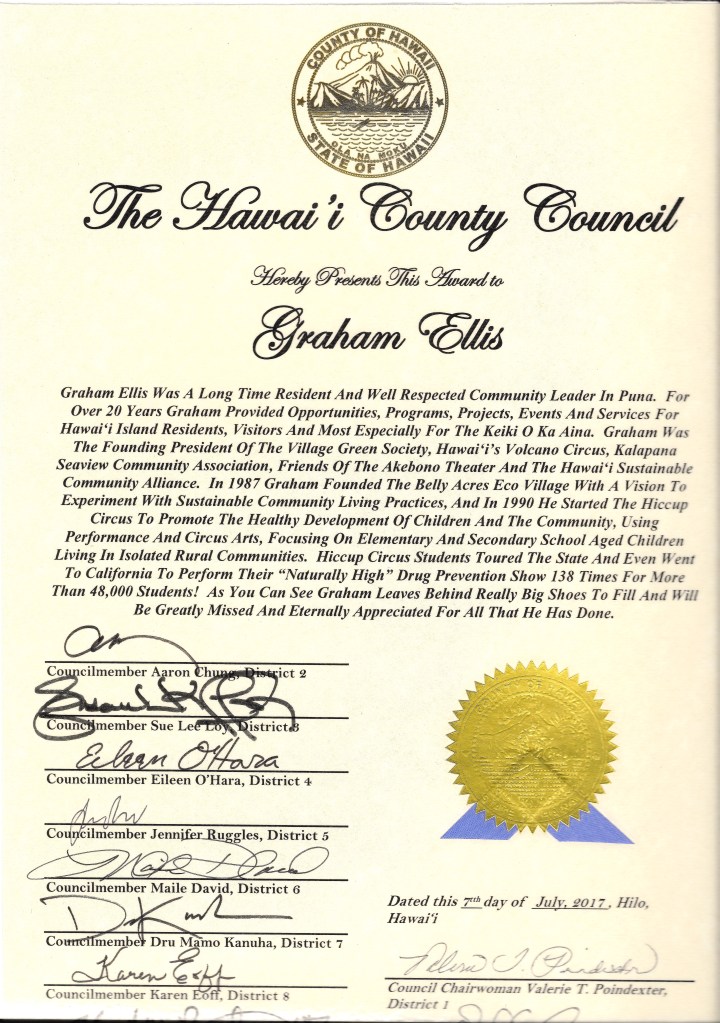 COUNTY OF HAWAII
OLA NA MOKU
STATE OF HAWAII
The Hawai'i County Council
Hereby Presents This Award to
Graham Ellis
Graham Ellis Was A Long Time Resident And Well Respected Community Leader In Puna. For
Over 20 Years Graham Provided Opportunities, Programs, Projects, Events And Services For
Hawai‘i Island Residents, Visitors And Most Especially For The Keiki O Ka Aina. Graham Was
The Founding President Of The Village Green Society, Hawai‘i’s Volcano Circus, Kalapana
Seaview Community Association, Friends Of The Akebono Theater And The Hawai‘i Sustainable
Community Alliance. In 1987 Graham Founded The Belly Acres Eco Village With A Vision To
Experiment With Sustainable Community Living Practices, And In 1990 He Started The Hiccup
Circus To Promote The Healthy Development Of Children And The Community, Using
Performance And Circus Arts, Focusing On Elementary And Secondary School Aged Children
Living In Isolated Rural Communities. Hiccup Circus Students Toured The State And Even Went
To California To Perform Their “Naturally High” Drug Prevention Show 138 Times For More
Than 48,000 Students! As You Can See Graham Leaves Behind Really Big Shoes To Fill And Will
Be Greatly Missed And Eternally Appreciated For All That He Has Done.
Councilmember Aaron Chung, District 2
Councilmember Sue Lee Loy, District 3
Eileen O'Hara
Councilmember Eileen O’Hara, District 4
Councilmember Jennifer Ruggles, District 5
Maile David
Councilmember Maile David, District 6
Councilmember Dru Mamo Kanuha, District 7
Karen Eoff
Councilmember Karen Eoff, District 8
Dated this 7th day of July, 2017, Hilo,
Hawai‘i
Valerie T. Poindexter
Council Chairwoman Valerie T. Poindexter,
District 1